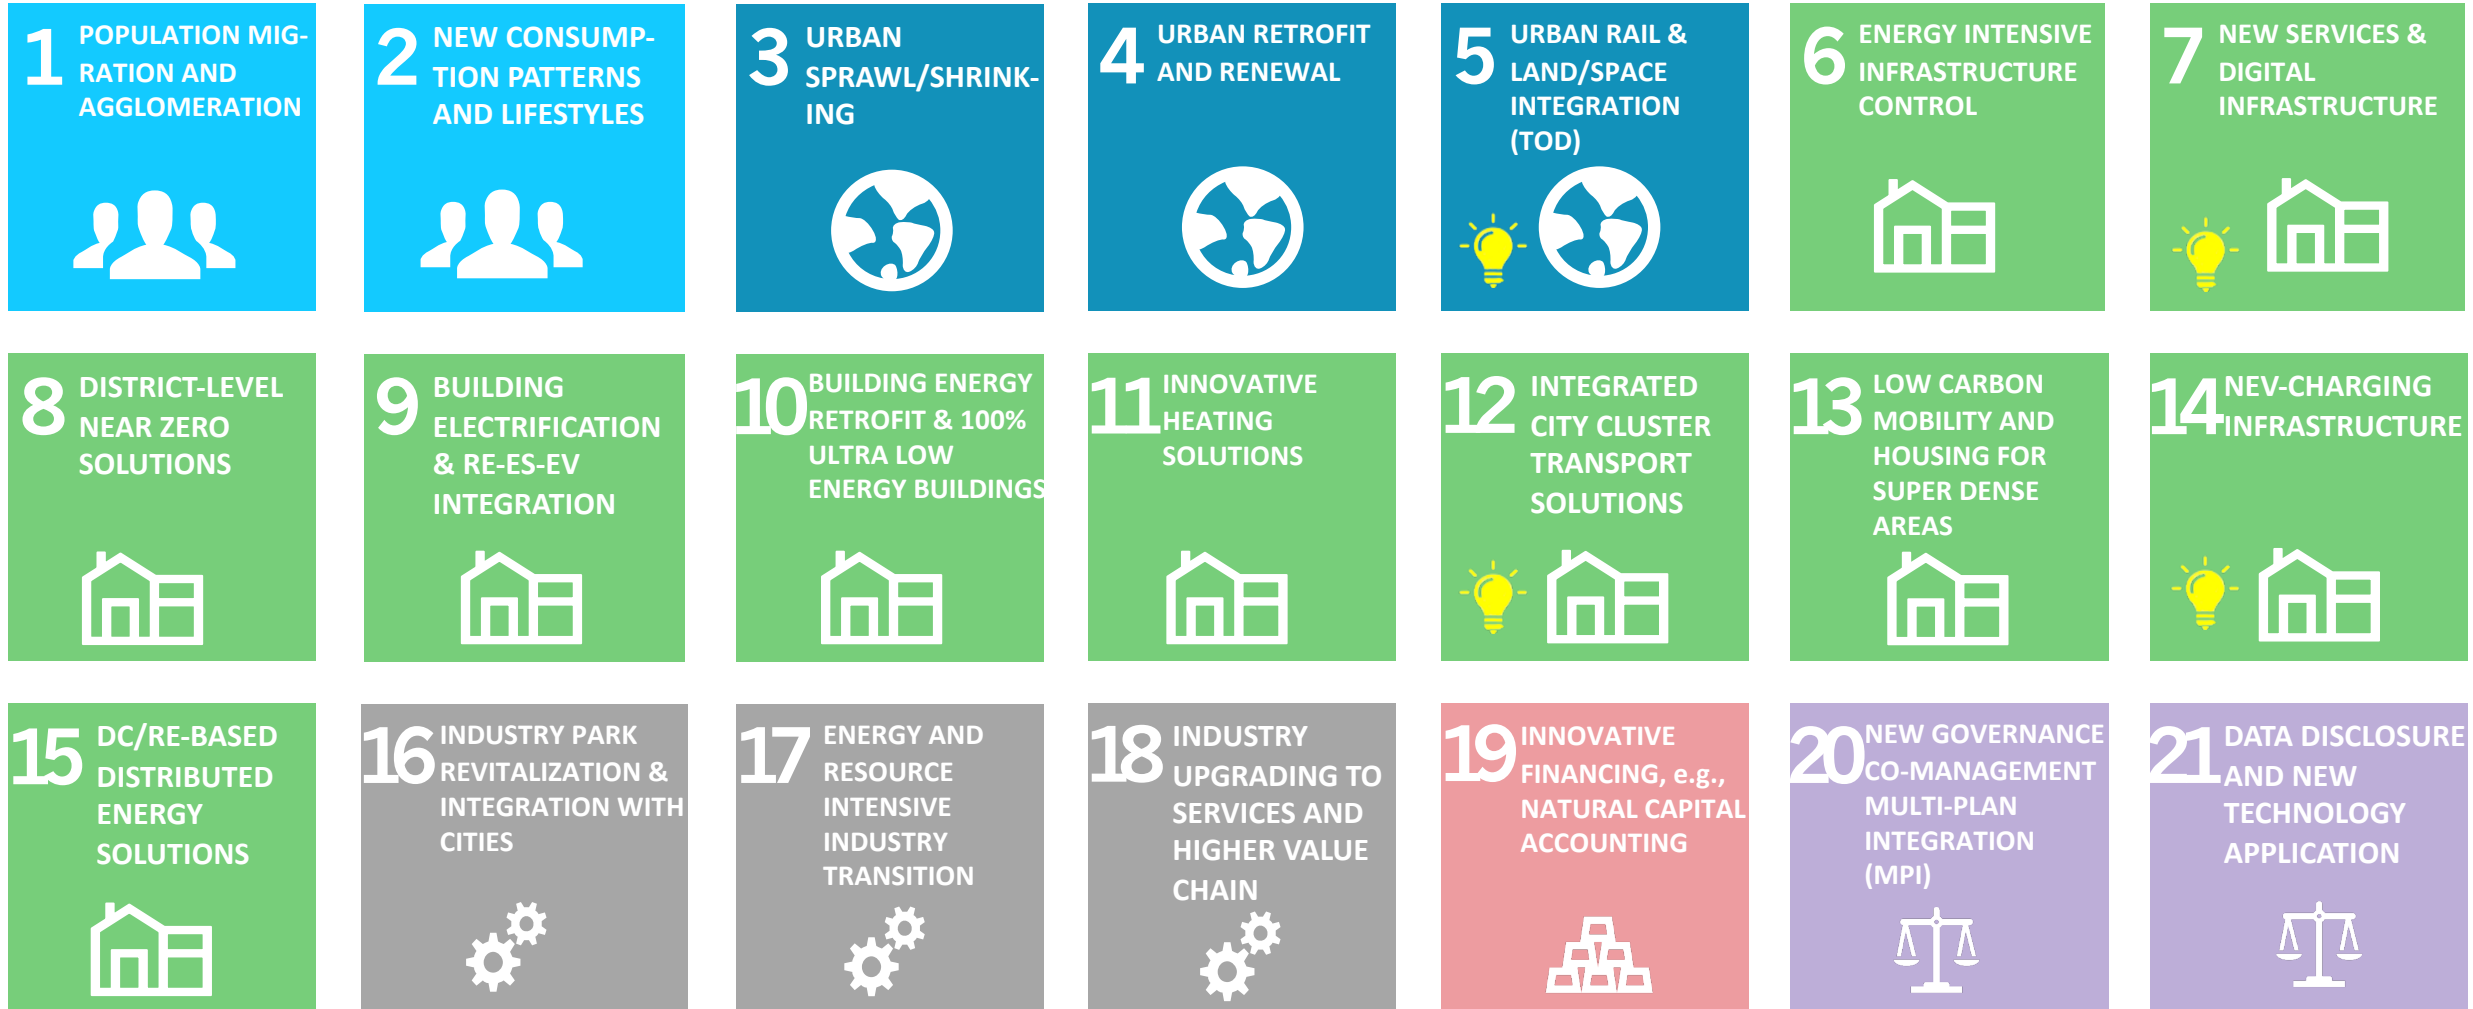 1
POPULATION MIG-
RATION AND
AGGLOMERATION
2
NEW CONSUMP-
TION PATTERNS
AND LIFESTYLES
3
URBAN
SPRAWL/SHRINK-
ING
4
URBAN RETROFIT
AND RENEWAL
5
URBAN RAIL &
LAND/SPACE
INTEGRATION
(TOD)
6
ENERGY INTENSIVE
INFRASTRUCTURE
CONTROL
7
NEW SERVICES &
DIGITAL
INFRASTRUCTURE
8
DISTRICT-LEVEL
NEAR ZERO
SOLUTIONS
9
BUILDING
ELECTRIFICATION
& RE-ES-EV
INTEGRATION
10
BUILDING ENERGY
RETROFIT & 100%
ULTRA LOW
ENERGY BUILDINGS
11
INNOVATIVE
HEATING
SOLUTIONS
12
INTEGRATED
CITY CLUSTER
TRANSPORT
SOLUTIONS
13
LOW CARBON
MOBILITY AND
HOUSING FOR
SUPER DENSE
AREAS
14
NEV-CHARGING
INFRASTRUCTURE
15
DC/RE-BASED
DISTRIBUTED
ENERGY
SOLUTIONS
16
INDUSTRY PARK
REVITALIZATION &
INTEGRATION WITH
CITIES
17
ENERGY AND
RESOURCE
INTENSIVE
INDUSTRY
TRANSITION
18
INDUSTRY
UPGRADING TO
SERVICES AND
HIGHER VALUE
CHAIN
19
INNOVATIVE
FINANCING, e.g.,
NATURAL CAPITAL
ACCOUNTING
20
NEW GOVERNANCE
CO-MANAGEMENT
MULTI-PLAN
INTEGRATION
(MPI)
21
DATA DISCLOSURE
AND NEW
TECHNOLOGY
APPLICATION